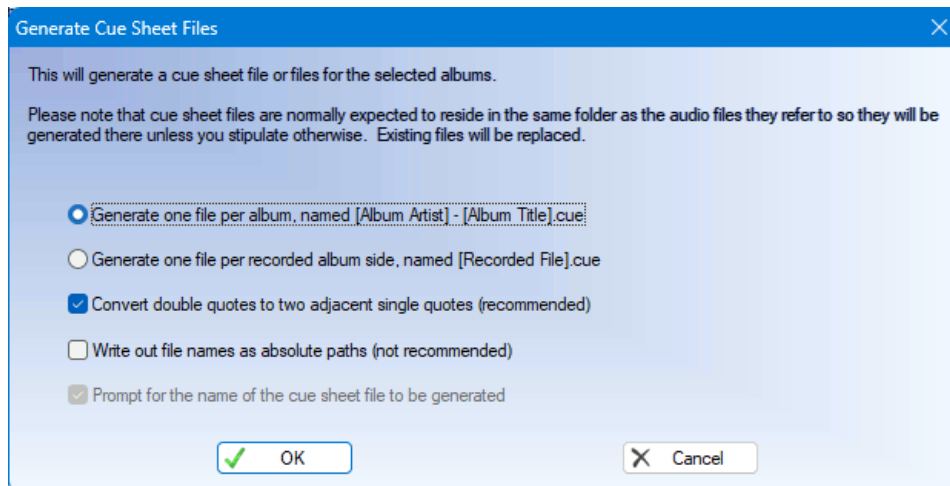 Generate Cue Sheet Files
This will generate a cue sheet file or files for the selected albums.
Please note that cue sheet files are normally expected to reside in the same folder as the audio files they refer to so they will be
generated there unless you stipulate otherwise.  Existing files will be replaced.
Generate one file per album, named [Album Artist] - [Album Title].cue
Generate one file per recorded album side, named [Recorded File].cue
Convert double quotes to two adjacent single quotes (recommended)
Write out file names as absolute paths (not recommended)
Prompt for the name of the cue sheet file to be generated
OK
Cancel